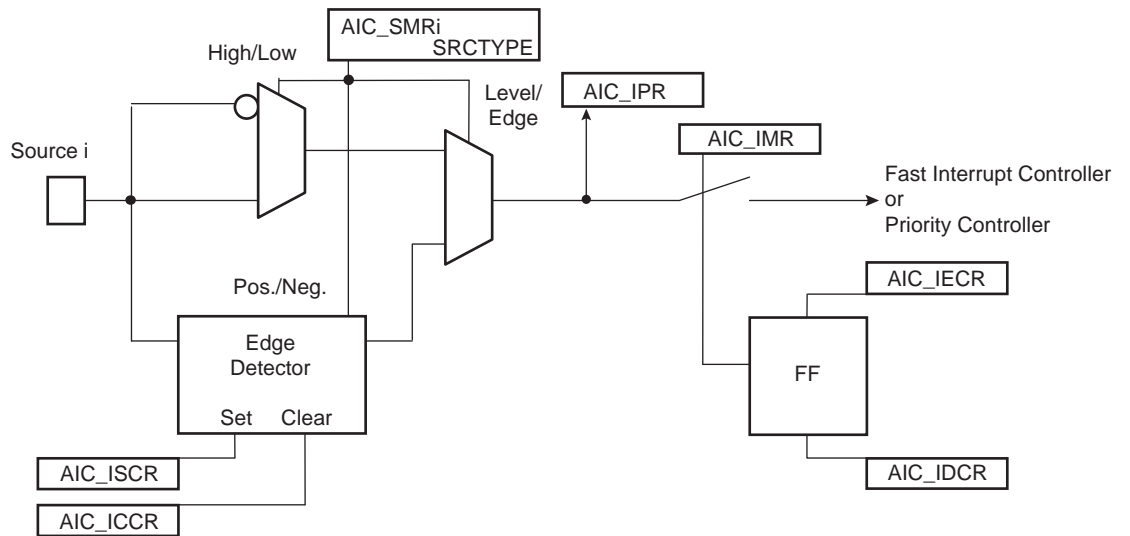 AIC_SMRi
SRCTYPE
High/Low
Level/
Edge
AIC_IPR
AIC_IMR
Source i
Fast Interrupt Controller
or
Priority Controller
Pos./Neg.
AIC_IECR
Edge
Detector
FF
Set Clear
AIC_ISCR
AIC_IDCR
AIC_ICCR